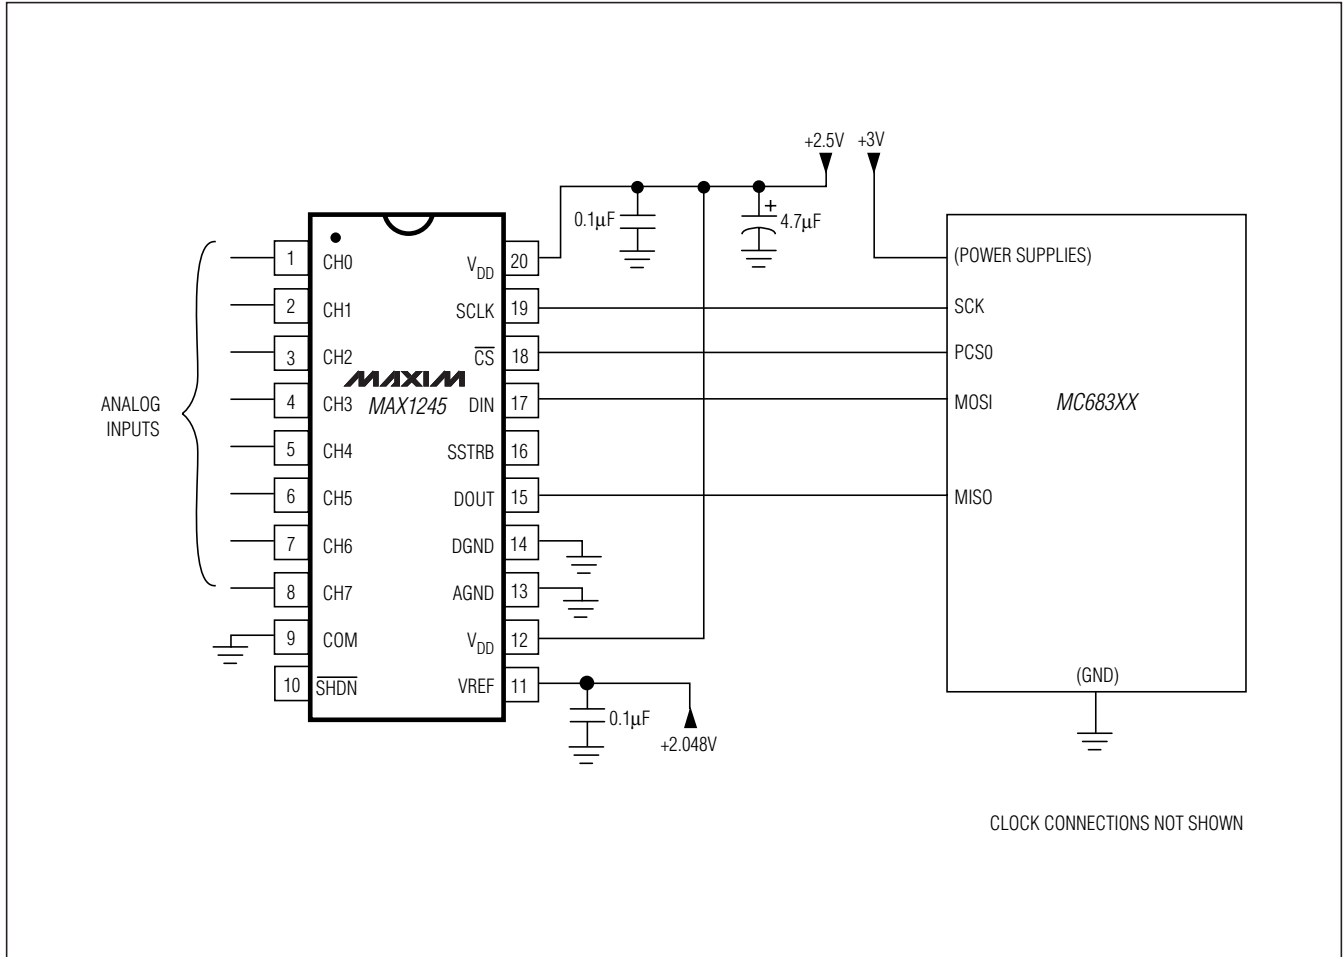 +2.5V
+3V
0.1μF
+
4.7μF
ANALOG
INPUTS
1 CH0
2 CH1
3 CH2
4 CH3
5 CH4
6 CH5
7 CH6
8 CH7
9 COM
10 SHDN
MAXIM
MAX1245
VDD 20
SCLK 19
CS 18
DIN 17
SSTRB 16
DOUT 15
DGND 14
AGND 13
VDD 12
VREF 11
0.1μF
+2.048V
(POWER SUPPLIES)
SCK
PCS0
MOSI
MC683XX
MISO
(GND)
CLOCK CONNECTIONS NOT SHOWN